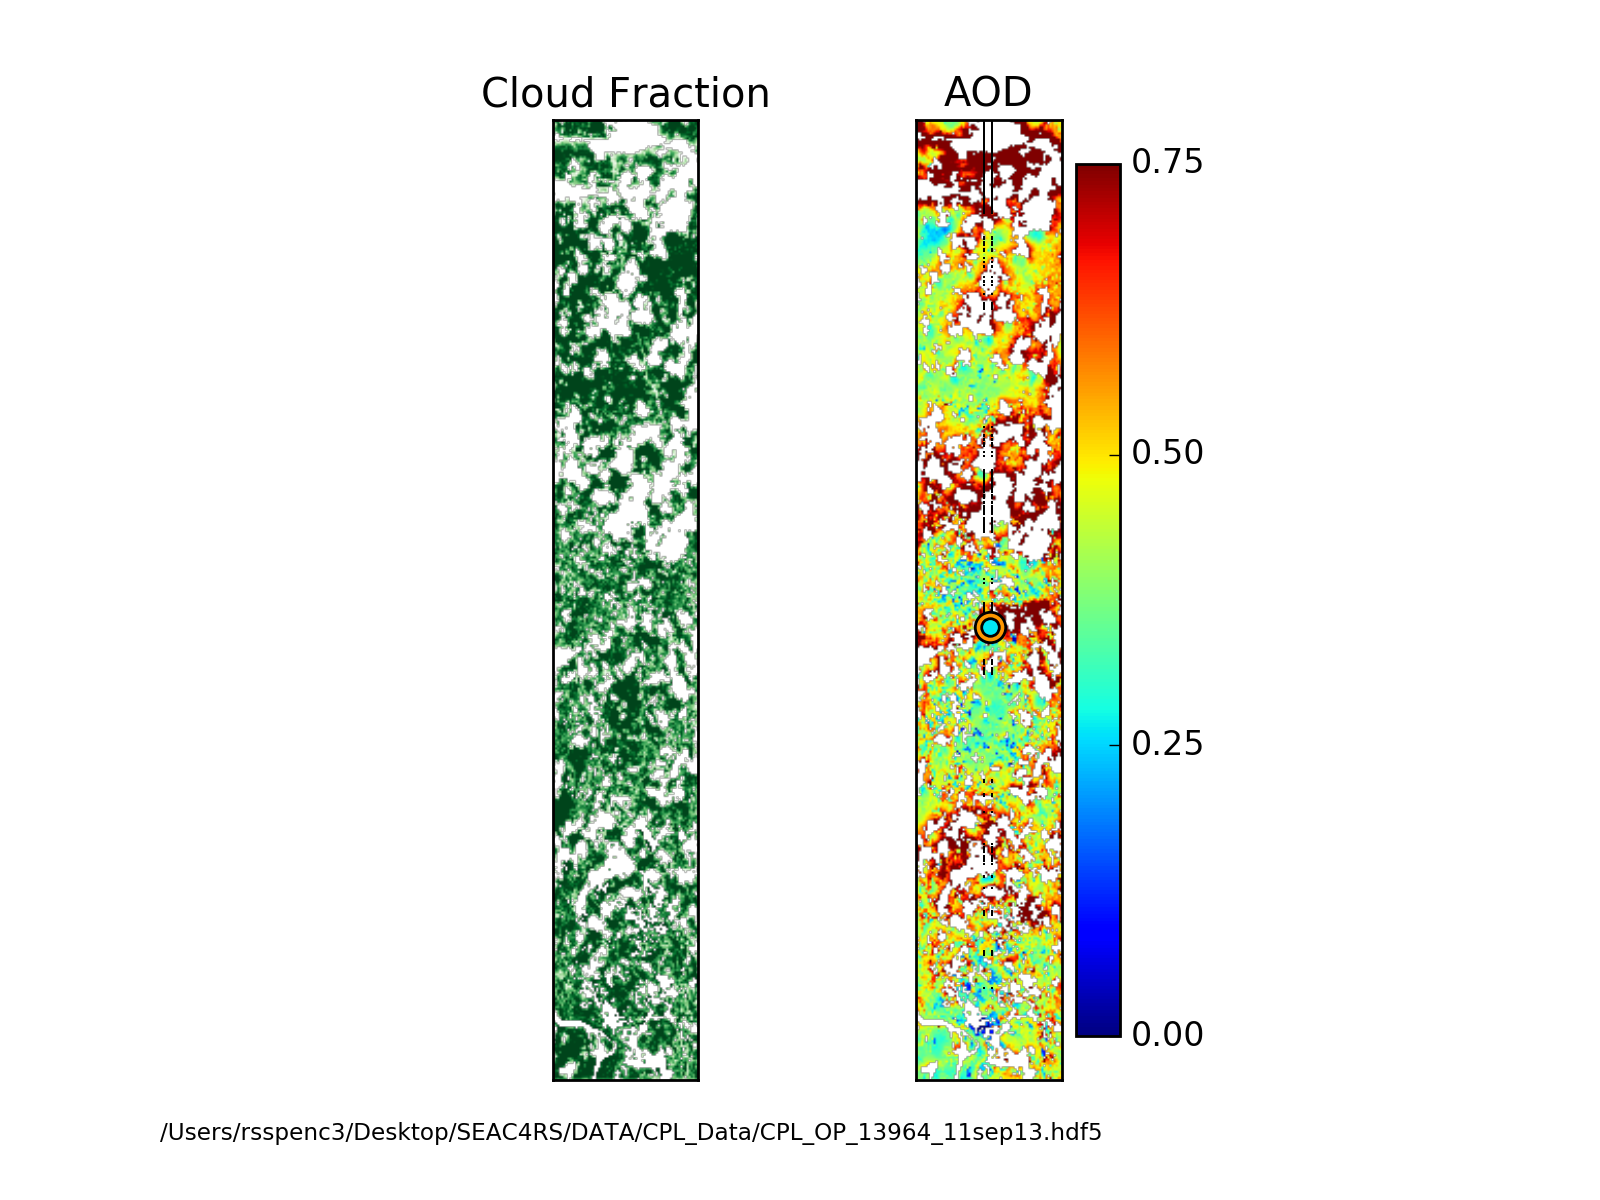 Cloud Fraction
AOD
0.75
0.50
0.25
0.00
/Users/rsspenc3/Desktop/SEAC4RS/DATA/CPL_Data/CPL_OP_13964_11sep13.hdf5